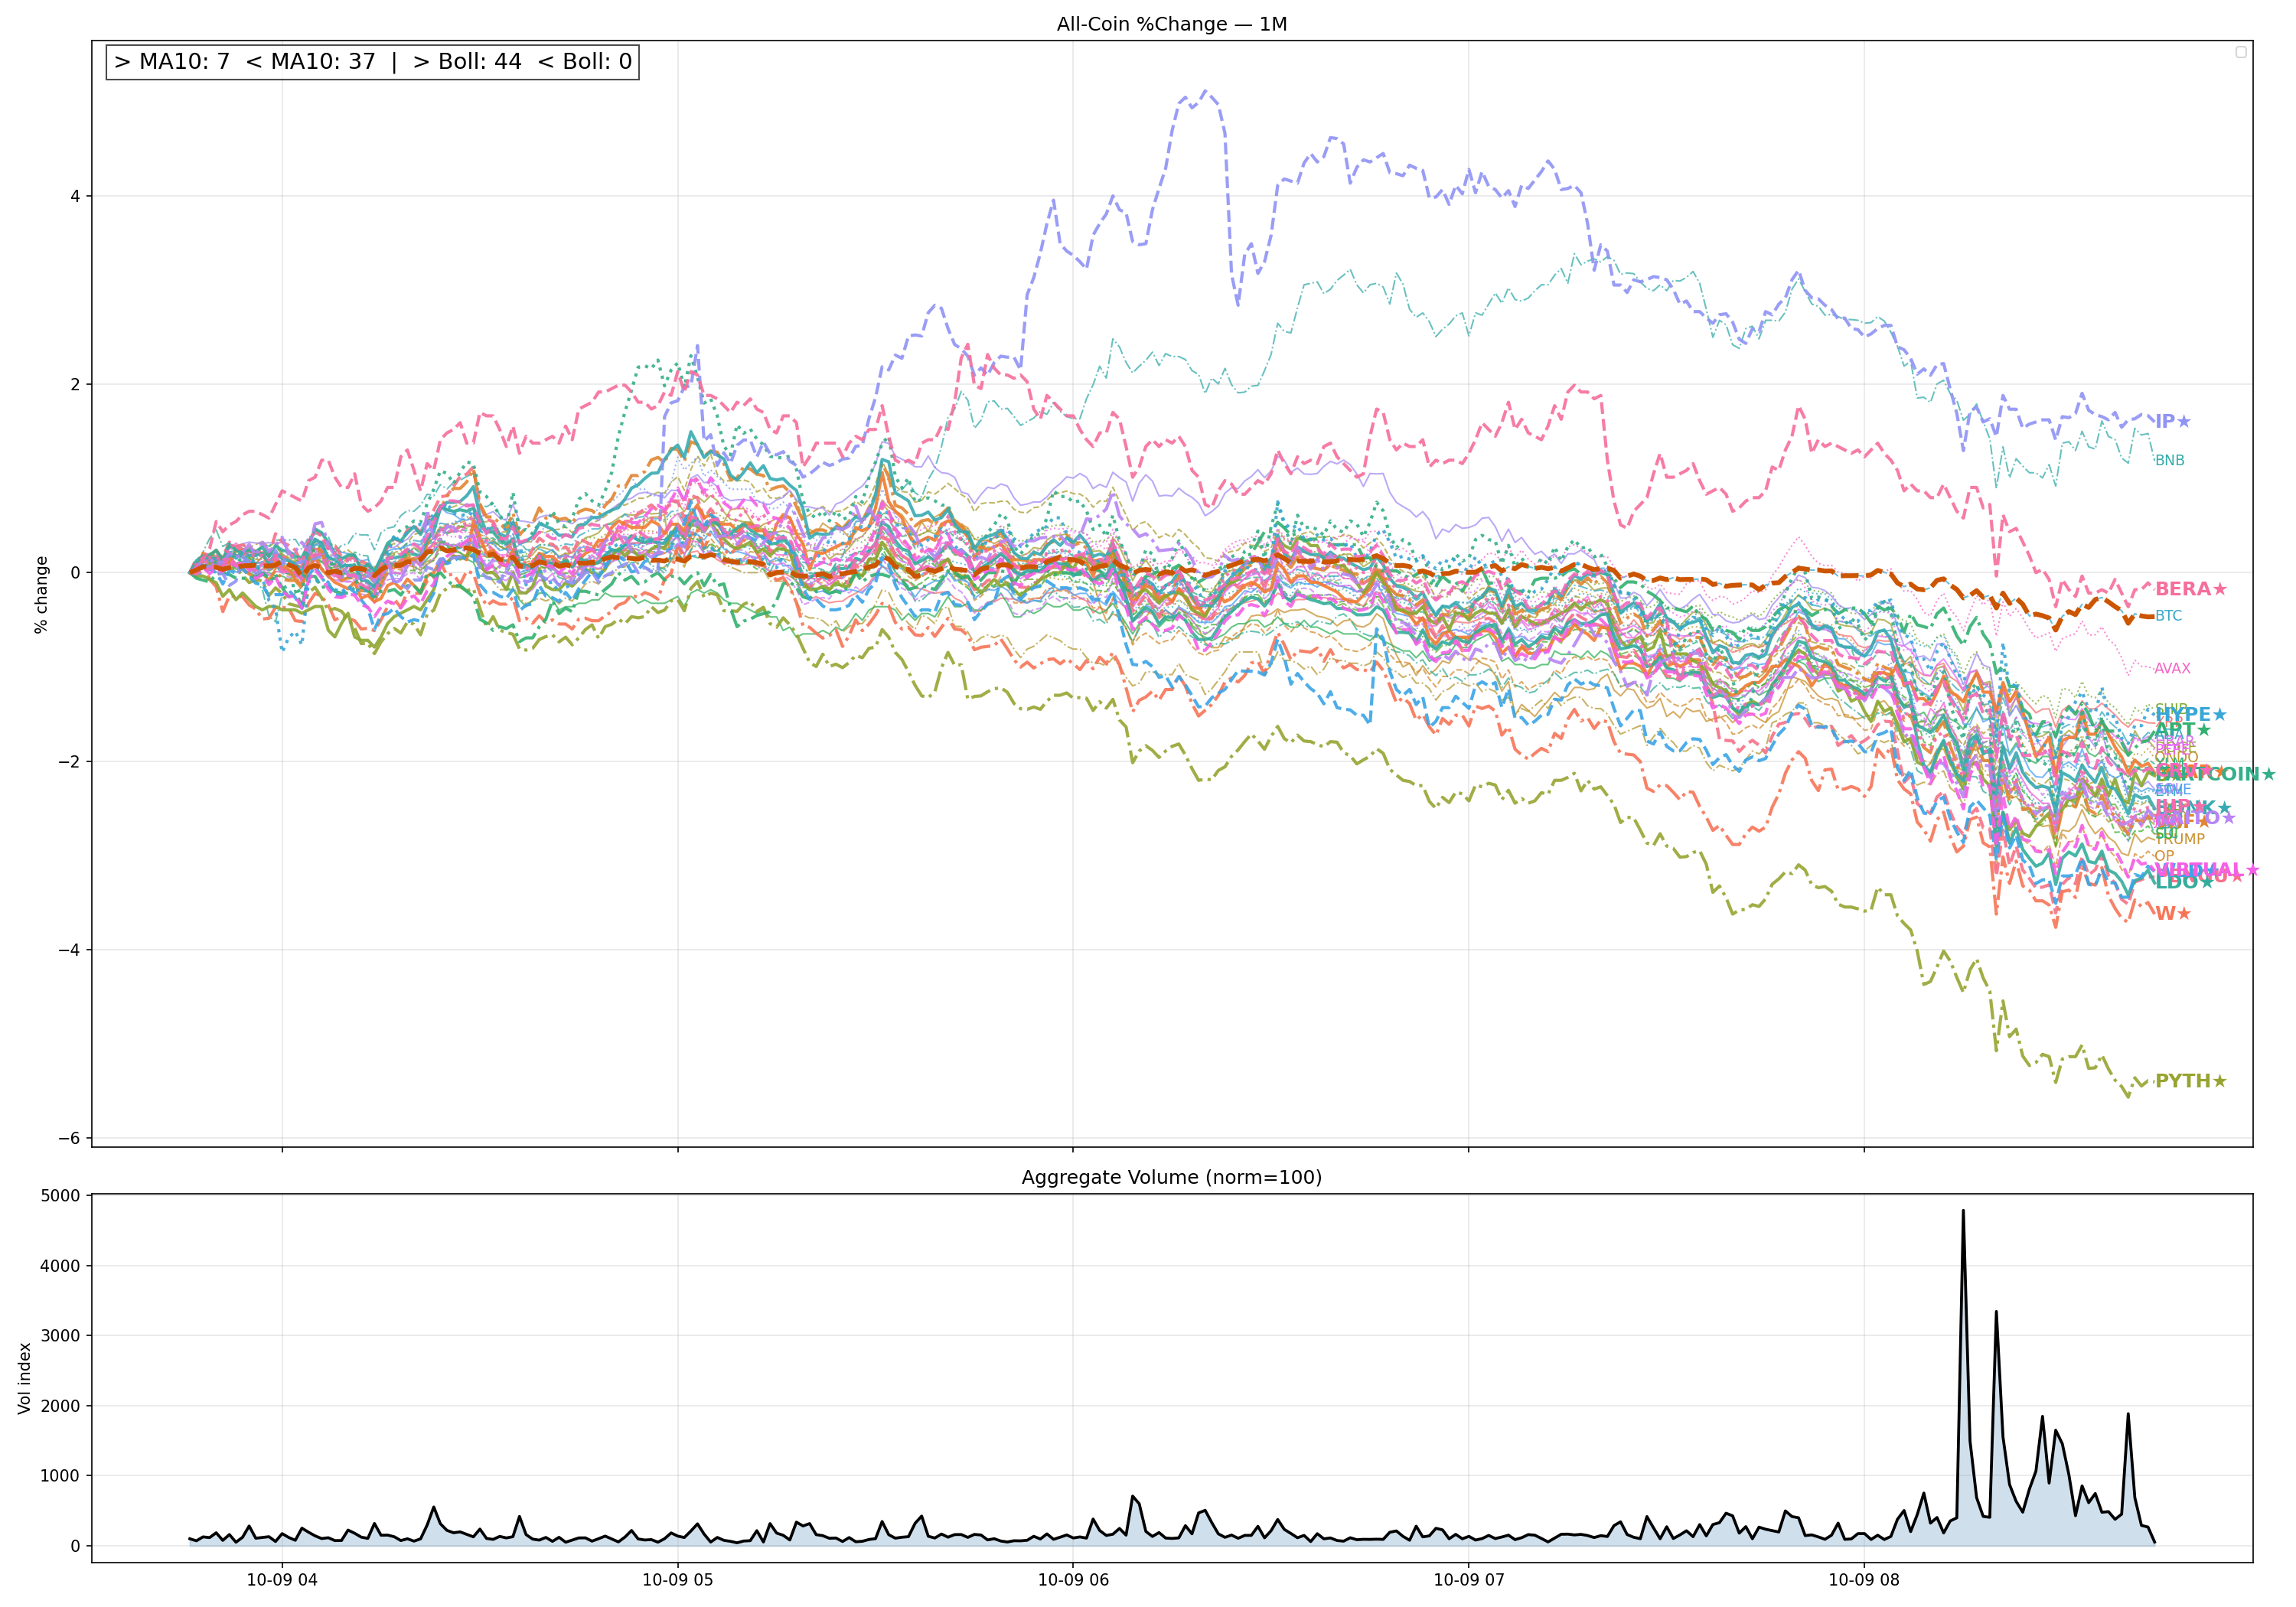 All-Coin %Change — 1M
> MA10: 7 < MA10: 37 | > Boll: 44 < Boll: 0
% change
4
2
0
−2
−4
−6
IP★
BNB
BERA★
BTC
AVAX
HYPE★
APT★
ONDO
TRUMP
OP
VIRTUAL★
LDO★
W★
PYTH★
Aggregate Volume (norm=100)
Vol index
5000
4000
3000
2000
1000
0
10-09 04
10-09 05
10-09 06
10-09 07
10-09 08